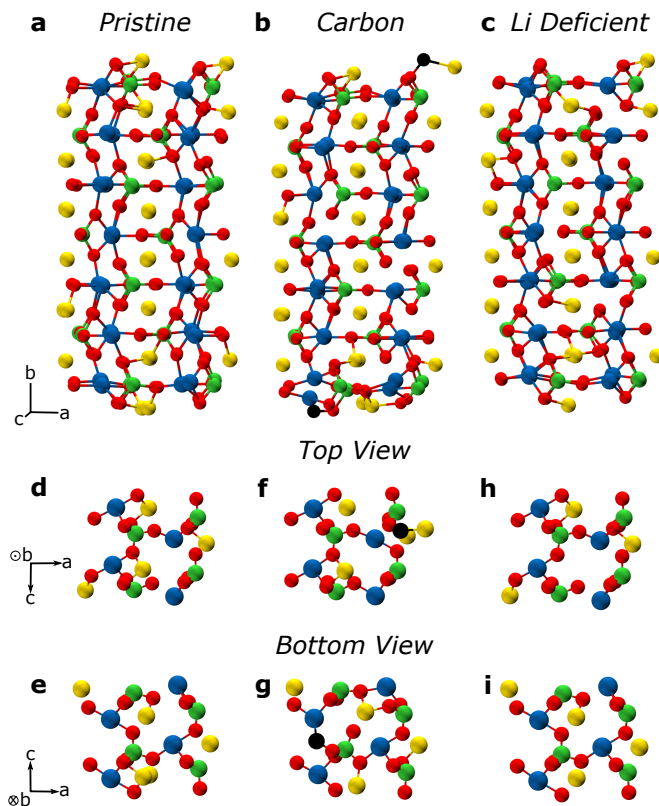 a Pristine b Carbon c Li Deficient
b
c a
Top View
d f h
⊙b a
c
Bottom View
e g i
c
⊗b a